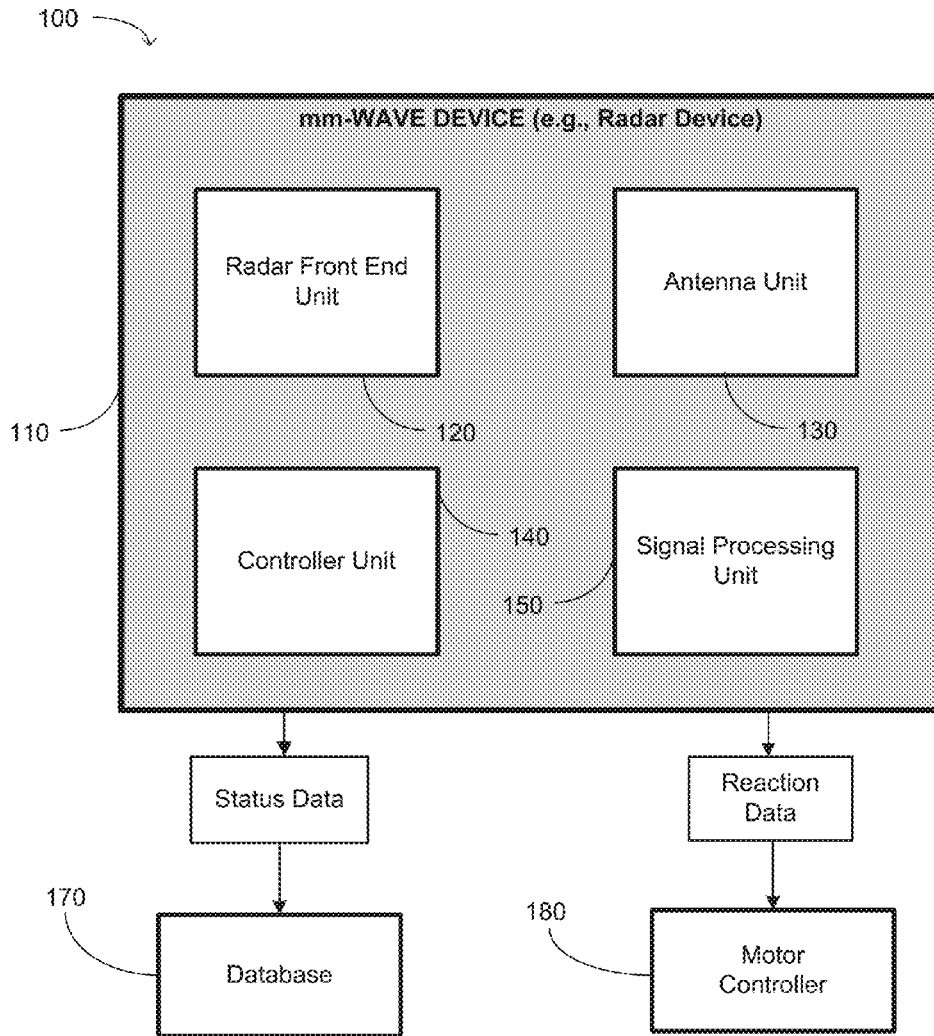 100
mm-WAVE DEVICE (e.g., Radar Device)
Radar Front End
Unit
Antenna Unit
110
120
130
Controller Unit
140
Signal Processing
Unit
150
Status Data
Reaction
Data
170
Database
180
Motor
Controller